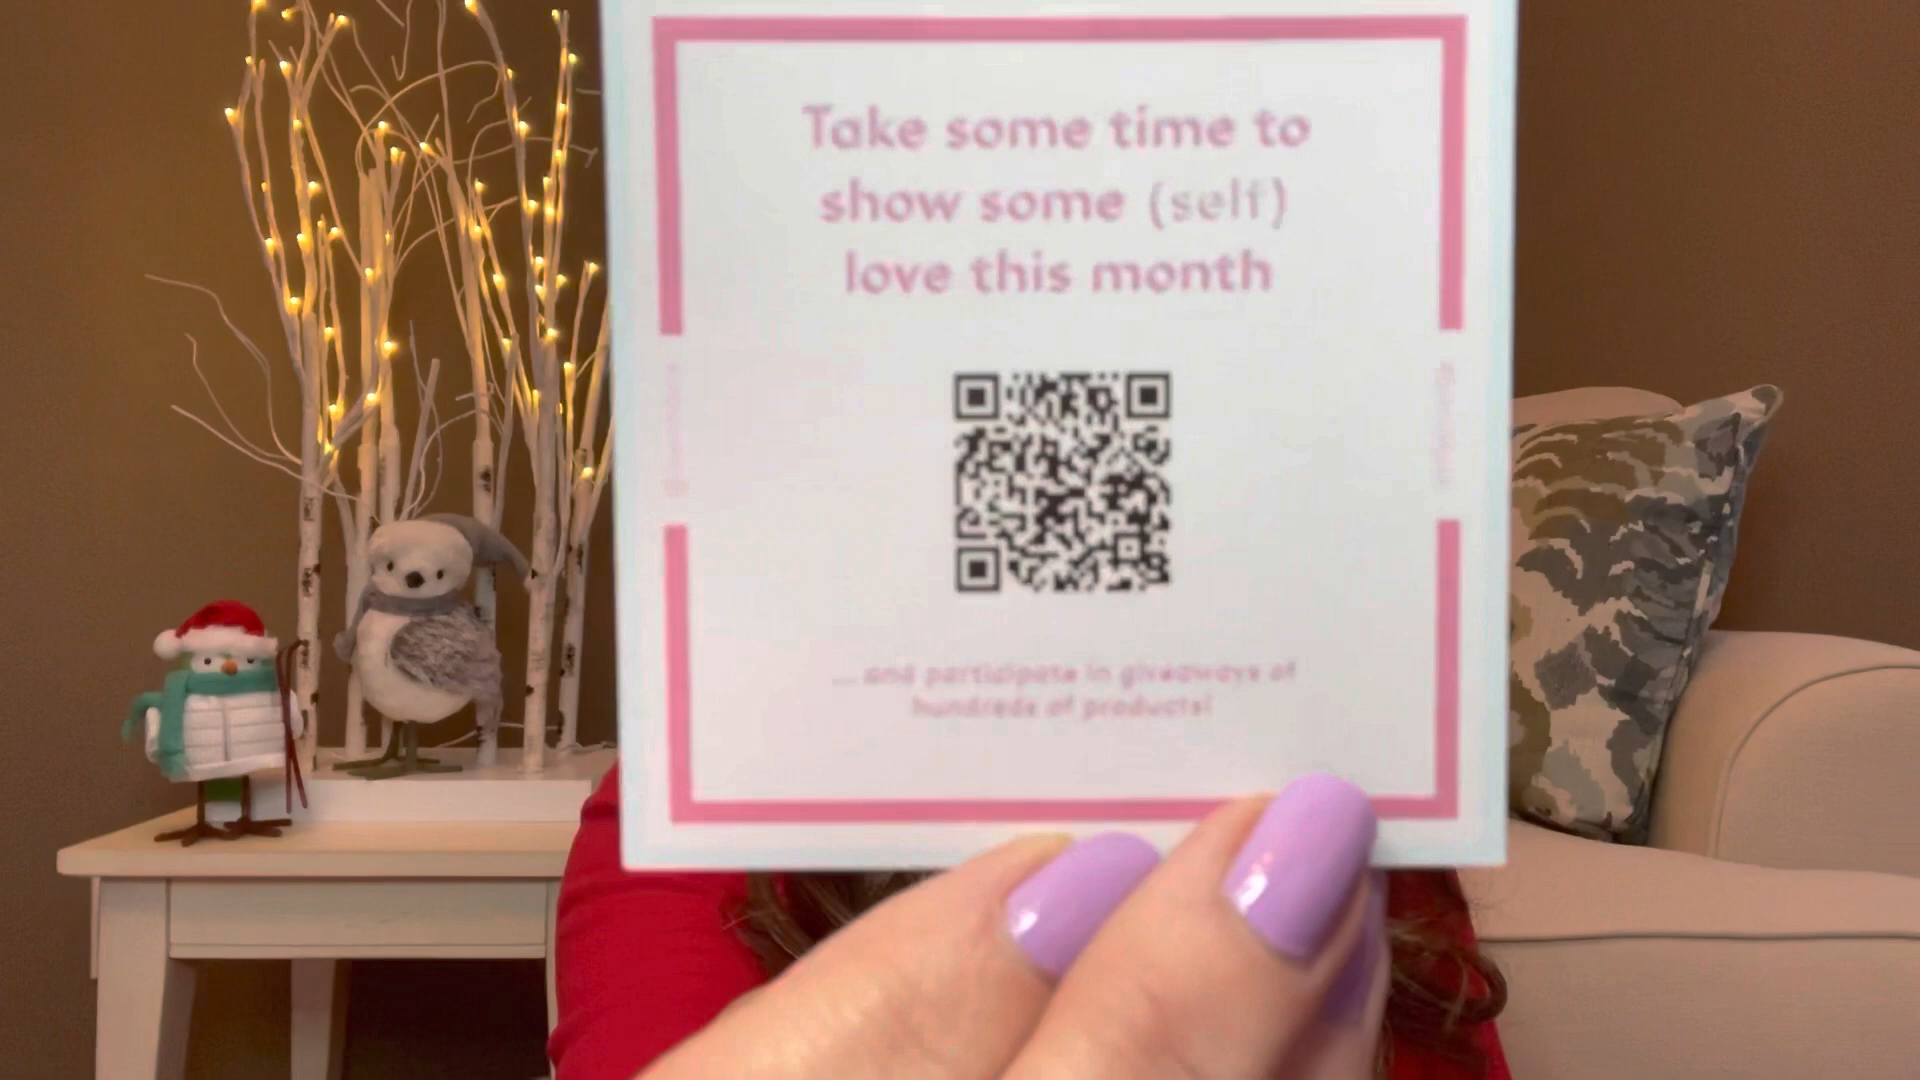 Take some time to
show some (self)
love this month
... and participate in giveaways of
hundreds of products!